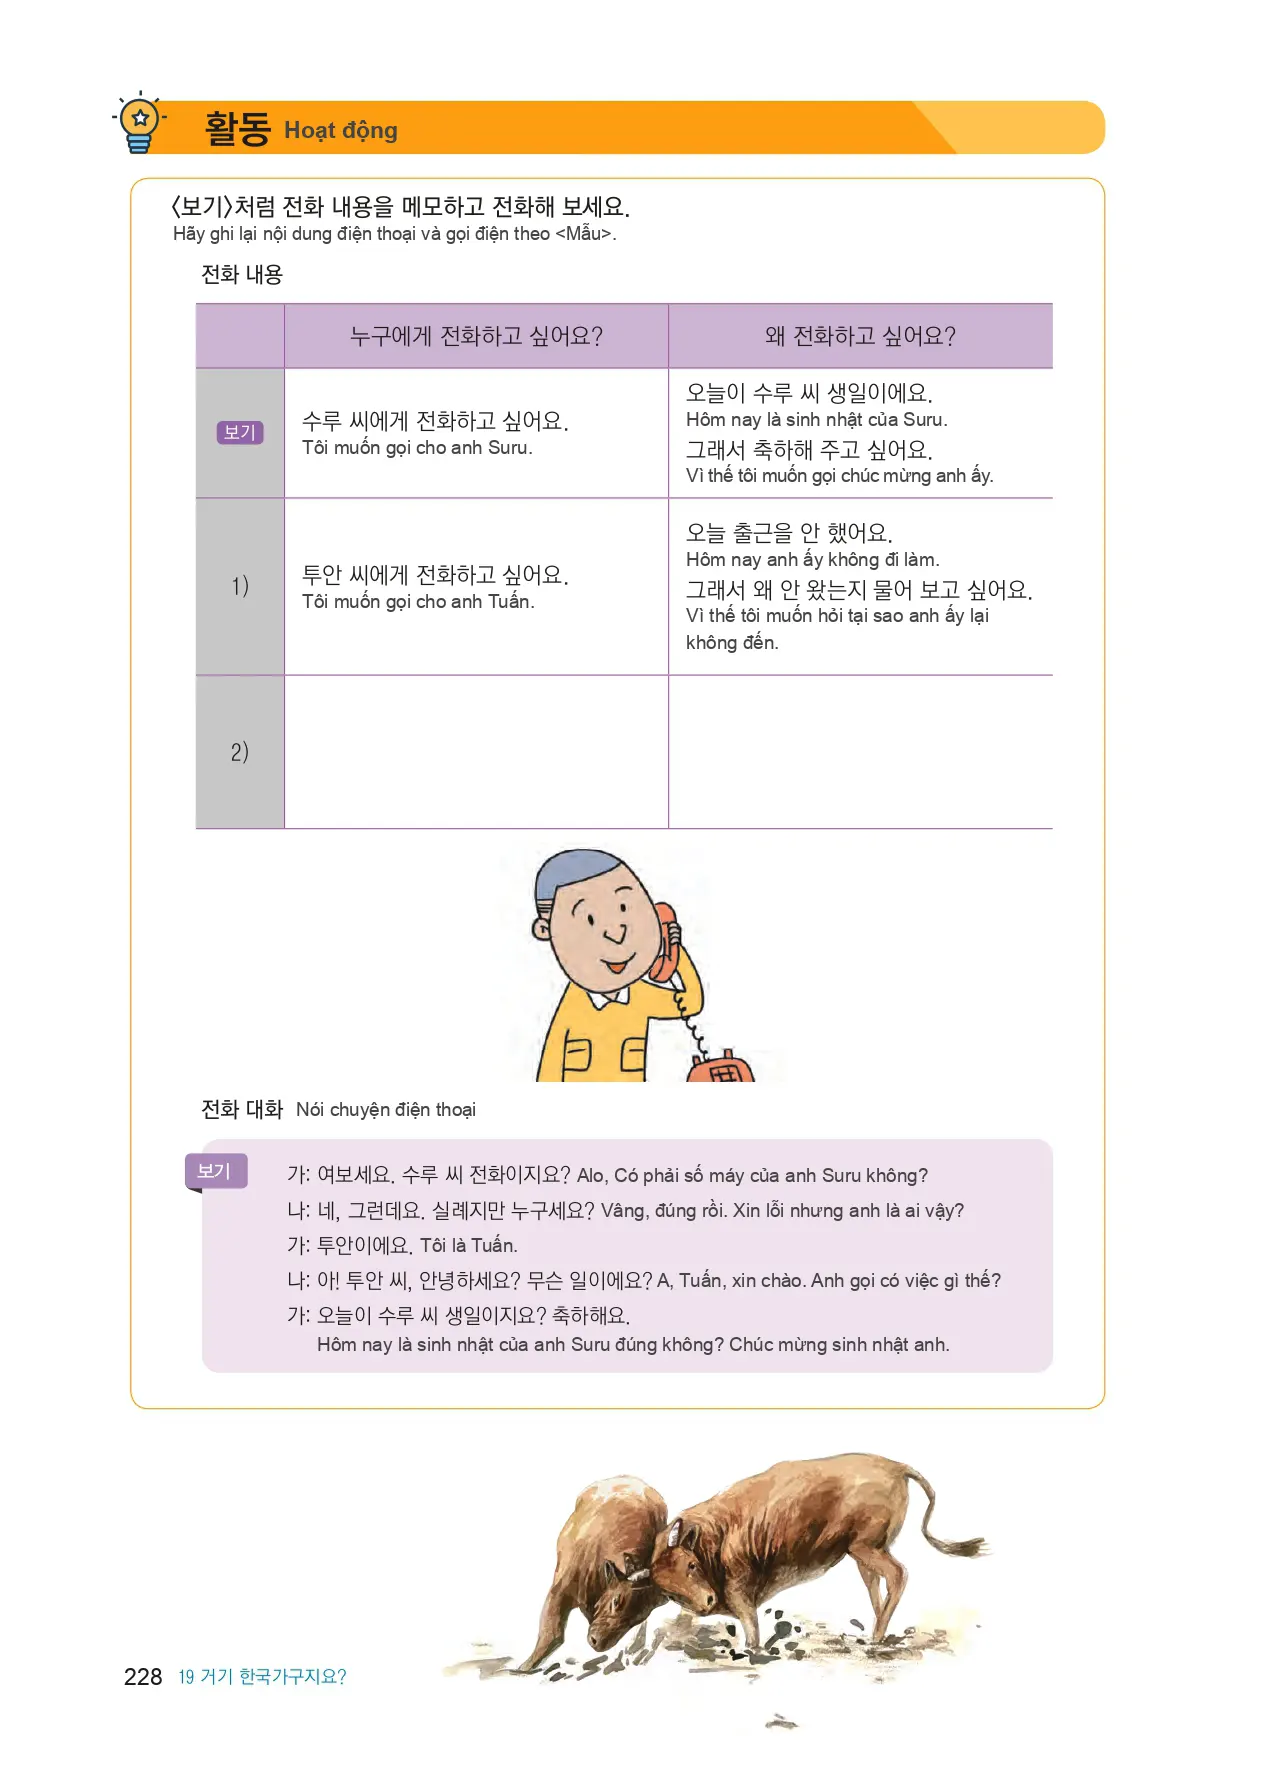 활동 Hoạt động
<보기>처럼 전화 내용을 메모하고 전화해 보세요.
Hãy ghi lại nội dung điện thoại và gọi điện theo <Mẫu>.
전화 내용
누구에게 전화하고 싶어요?
왜 전화하고 싶어요?
보기
수루 씨에게 전화하고 싶어요.
Tôi muốn gọi cho anh Suru.
오늘이 수루 씨 생일이에요.
Hôm nay là sinh nhật của Suru.
그래서 축하해 주고 싶어요.
Vì thế tôi muốn gọi chúc mừng anh ấy.
1)
투안 씨에게 전화하고 싶어요.
Tôi muốn gọi cho anh Tuấn.
오늘 출근을 안 했어요.
Hôm nay anh ấy không đi làm.
그래서 왜 안 왔는지 물어 보고 싶어요.
Vì thế tôi muốn hỏi tại sao anh ấy lại
không đến.
2)
전화 대화 Nói chuyện điện thoại
보기
가: 여보세요. 수루 씨 전화이지요? Alo, Có phải số máy của anh Suru không?
나: 네, 그런데요. 실례지만 누구세요? Vâng, đúng rồi. Xin lỗi nhưng anh là ai vậy?
가: 투안이에요. Tôi là Tuấn.
나: 아! 투안 씨, 안녕하세요? 무슨 일이에요? A, Tuấn, xin chào. Anh gọi có việc gì thế?
가: 오늘이 수루 씨 생일이지요? 축하해요.
Hôm nay là sinh nhật của anh Suru đúng không? Chúc mừng sinh nhật anh.
228 19 거기 한국가구지요?